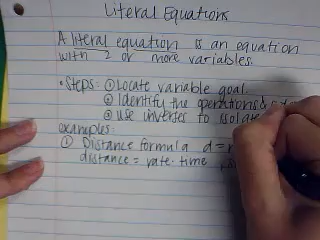 Literal Equations
A literal equation is an equation
with 2 or more variables.
• Steps: ① Locate variable goal
② Identify the operations &
③ use inverses to isolate
examples:
① Distance formula d=r
distance = rate·time